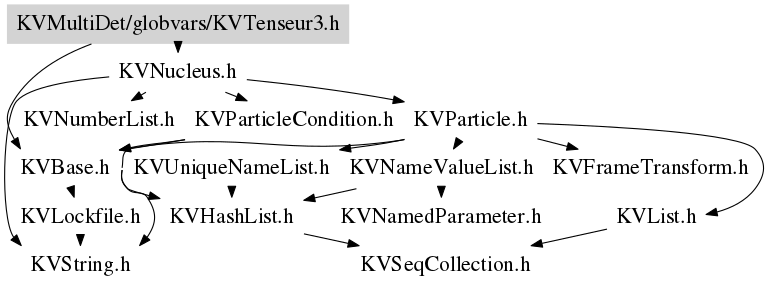 KVMultiDet/globvars/KVTenseur3.h
KVNucleus.h
KVNumberList.h KVParticleCondition.h KVParticle.h
KVBase.h KVUniqueNameList.h KVNameValueList.h KVFrameTransform.h
KVLockfile.h KVHashList.h KVNamedParameter.h KVList.h
KVString.h KVSeqCollection.h